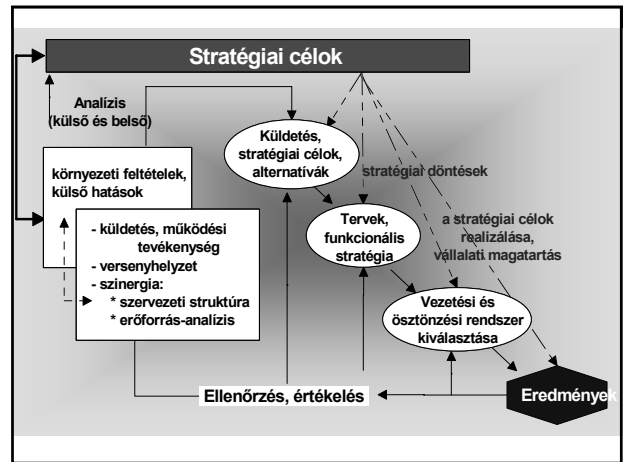 Stratégiai célok
Analízis
(külső és belső)
Küldetés,
stratégiai célok,
alternatívák
környezeti feltételek,
külső hatások
stratégiai döntések
- küldetés, működési
tevékenység
- versenyhelyzet
- szinergia:
* szervezeti struktúra
* erőforrás-analízis
Tervek,
funkcionális
stratégia
a stratégiai célok
realizálása,
vállalati magatartás
Vezetési és
ösztönzési rendszer
kiválasztása
Ellenőrzés, értékelés
Eredmények